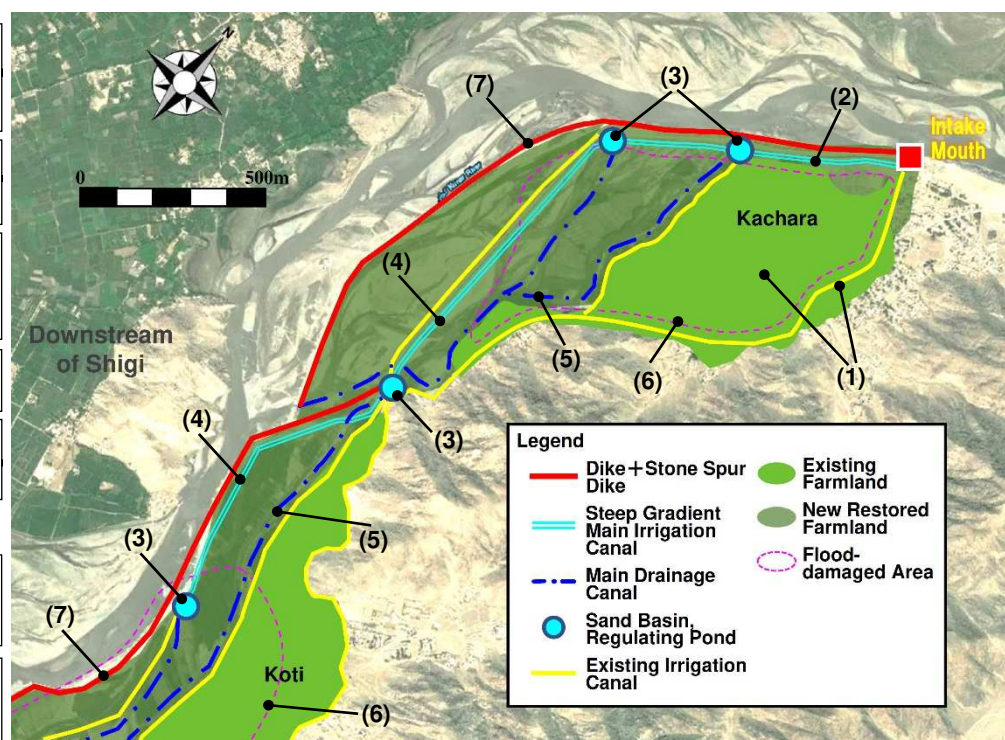 N
(7)
(3)
(2)
Intake
Mouth
0
500m
Kachara
(4)
Downstream
of Shigi
(5)
(6)
(1)
(4)
(3)
(3)
(5)
(7)
Koti
(6)
Legend
Dike+Stone Spur
Dike
Steep Gradient
Main Irrigation
Canal
Main Drainage
Canal
Sand Basin,
Regulating Pond
Existing Irrigation
Canal
Existing
Farmland
New Restored
Farmland
Flood-
damaged Area